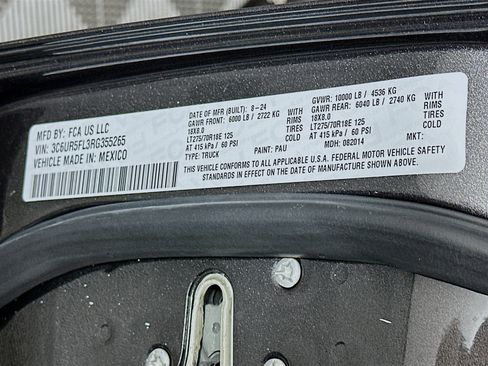 MFD BY: FCA US LLC
VIN: 3C6UR5FL3RG355265
VEHICLE MADE IN: MEXICO
DATE OF MFR (BUILT): 8-24
GAWR FRONT: 6000 LB / 2722 KG WITH
18X8.0 RIMS
LT275/70R18E 125 TIRES
AT 415 kPa / 60 PSI COLD
TYPE: TRUCK PAINT: PAU
GVWR: 10000 LB / 4536 KG
GAWR REAR: 6040 LB / 2740 KG WITH
18X8.0 RIMS
LT275/70R18E 125 TIRES
AT 415 kPa / 60 PSI COLD
MDH: 082014 MKT:
THIS VEHICLE CONFORMS TO ALL APPLICABLE U.S.A. FEDERAL MOTOR VEHICLE SAFETY
STANDARDS IN EFFECT ON THE DATE OF MANUFACTURE SHOWN ABOVE.